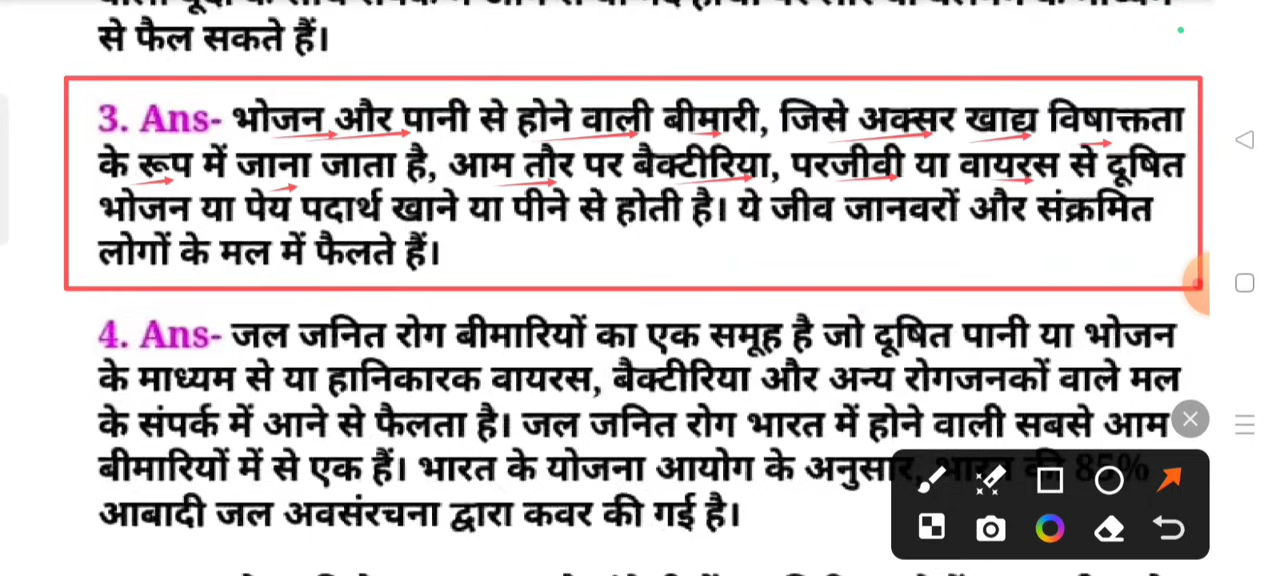 से फैल सकते हैं।
3. Ans- भोजन और पानी से होने वाली बीमारी, जिसे अक्सर खाद्य विषाक्तता
के रूप में जाना जाता है, आम तौर पर बैक्टीरिया, परजीवी या वायरस से दूषित
भोजन या पेय पदार्थ खाने या पीने से होती है। ये जीव जानवरों और संक्रमित
लोगों के मल में फैलते हैं।
4. Ans- जल जनित रोग बीमारियों का एक समूह है जो दूषित पानी या भोजन
के माध्यम से या हानिकारक वायरस, बैक्टीरिया और अन्य रोगजनकों वाले मल
के संपर्क में आने से फैलता है। जल जनित रोग भारत में होने वाली सबसे आम
बीमारियों में से एक हैं। भारत के योजना आयोग के अनुसार, भारत की 85%
आबादी जल अवसंरचना द्वारा कवर की गई है।